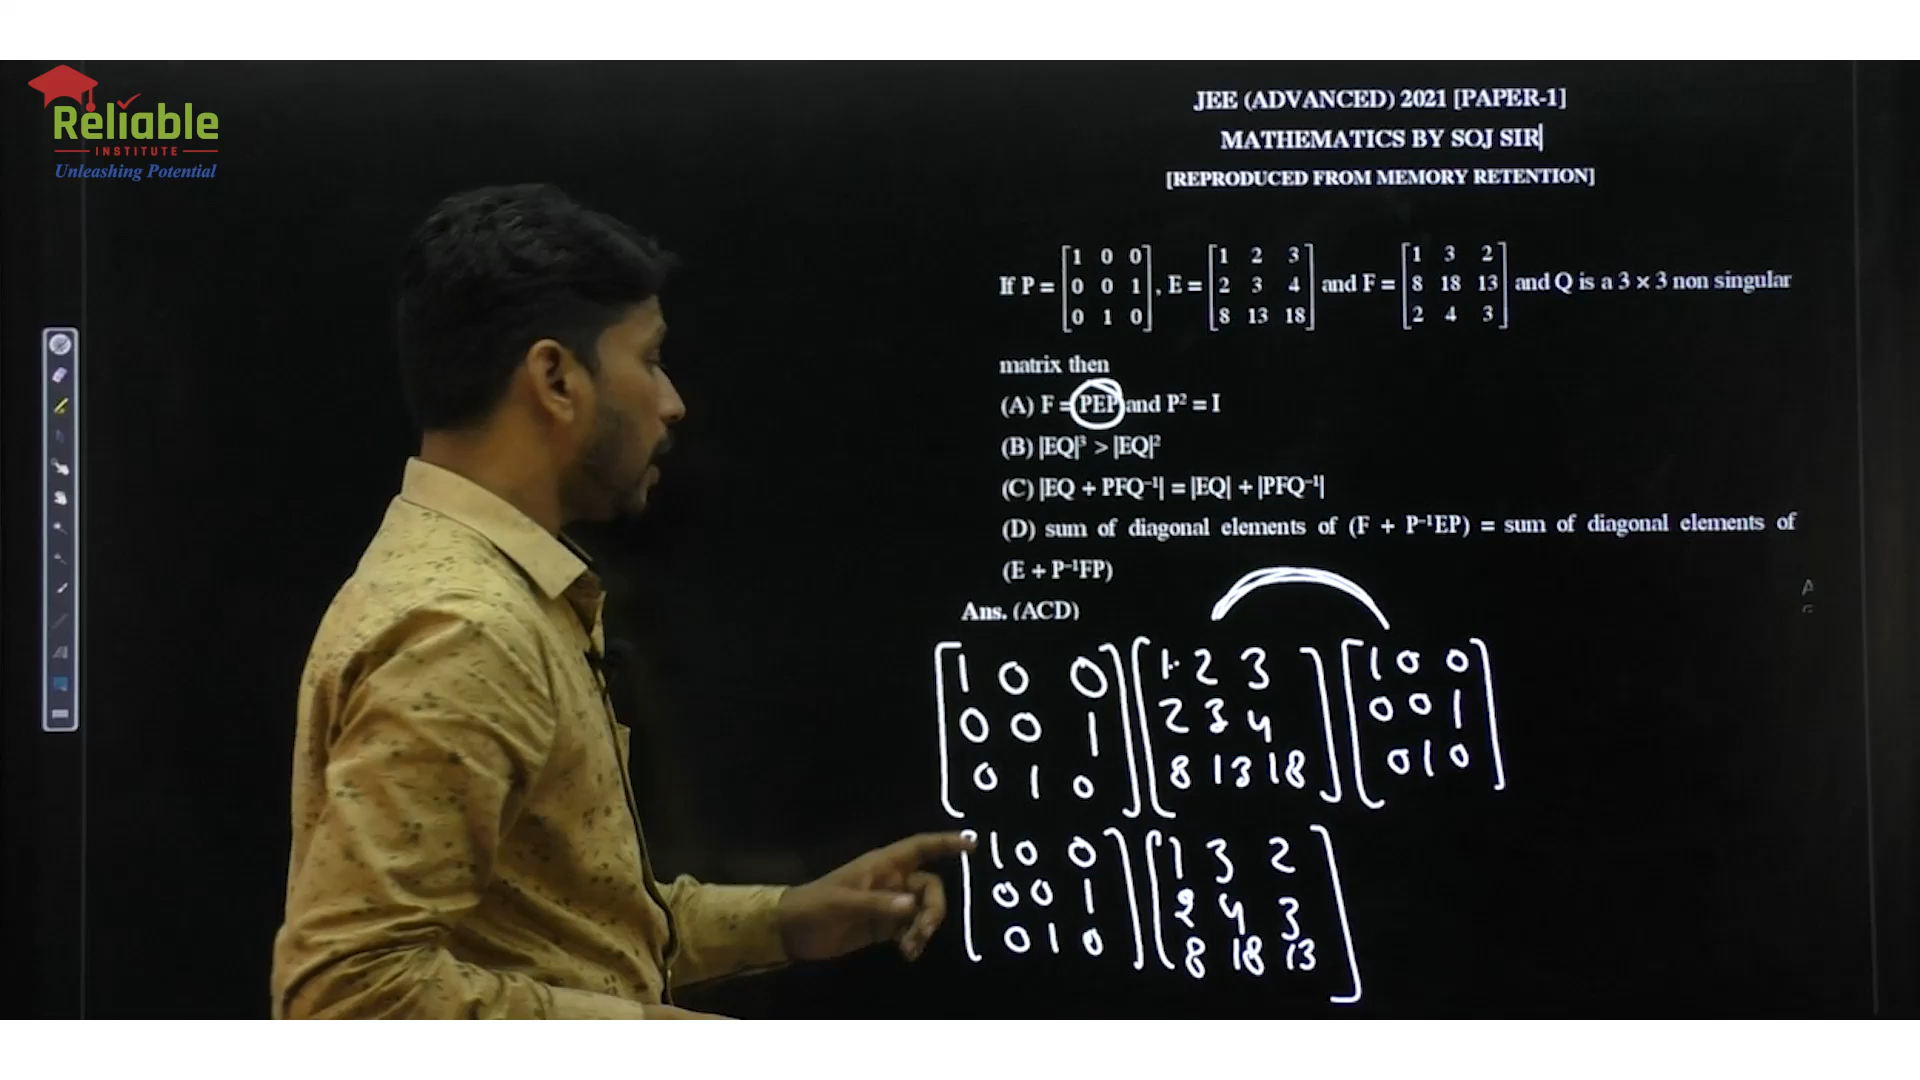 Reliable
INSTITUTE
Unleashing Potential
JEE (ADVANCED) 2021 [PAPER-1]
MATHEMATICS BY SOJ SIR
[REPRODUCED FROM MEMORY RETENTION]
1 0 0 1 2 3 1 3 2
If P = 0 0 1 , E = 2 3 4 and F = 8 18 13 and Q is a 3 × 3 non singular
0 1 0 8 13 18 2 4 3
matrix then
(A) F = PEP and P² = I
(B) |EQ|³ > |EQ|²
(C) |EQ + PFQ⁻¹| = |EQ| + |PFQ⁻¹|
(D) sum of diagonal elements of (F + P⁻¹EP) = sum of diagonal elements of
(E + P⁻¹FP)
Ans. (ACD)
1 0 0 1 2 3 1 0 0
0 0 1 2 3 4 0 0 1
0 1 0 8 13 18 0 1 0
1 0 0 1 3 2
0 0 1 2 4 3
0 1 0 8 18 13